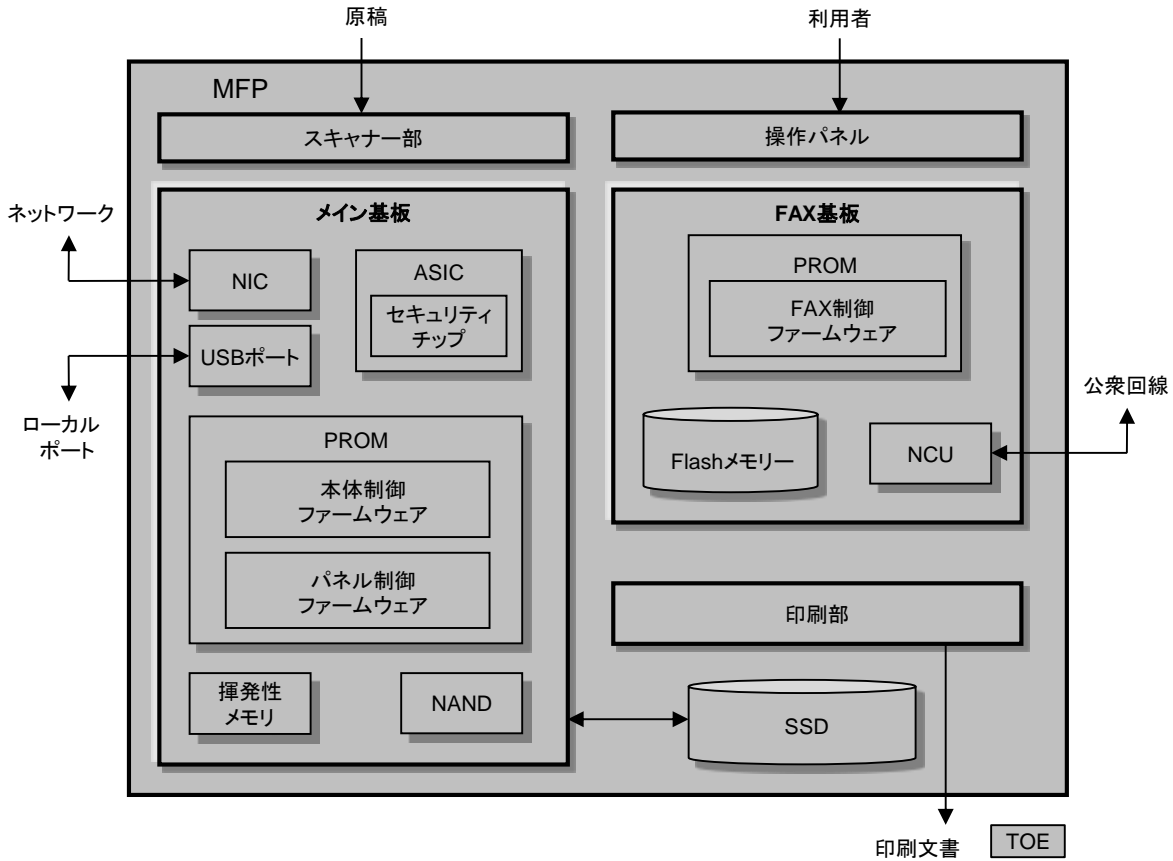 原稿
利用者
MFP
スキャナー部
操作パネル
ネットワーク
メイン基板
NIC
ASIC
セキュリティ
チップ
USBポート
ローカル
ポート
PROM
本体制御
ファームウェア
パネル制御
ファームウェア
揮発性
メモリ
NAND
FAX基板
PROM
FAX制御
ファームウェア
Flashメモリー
NCU
公衆回線
印刷部
SSD
印刷文書
TOE